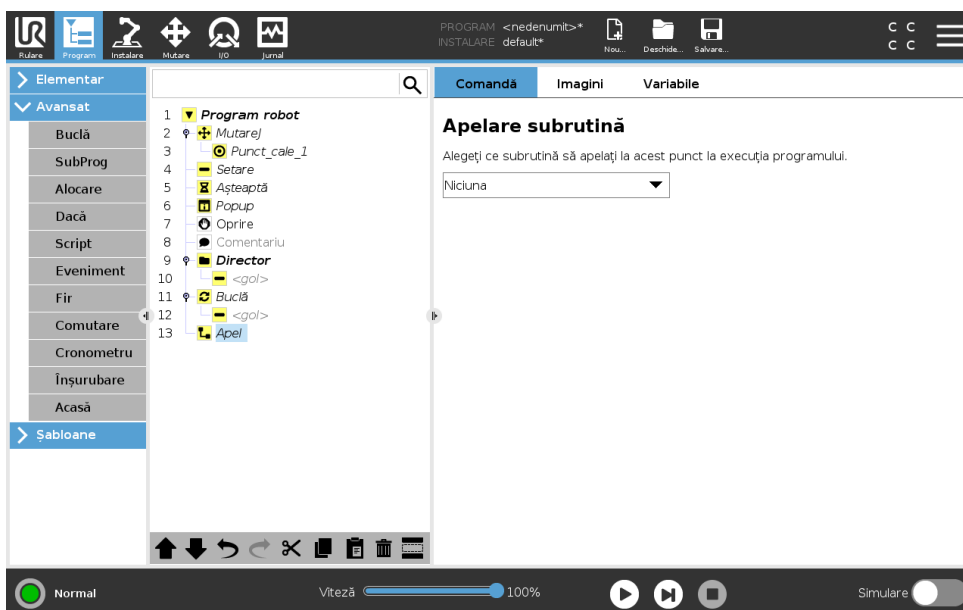 UR
PROGRAM <nedenumit>*
INSTALARE default*
Rulare Program Instalare Mutare I/O Jurnal Nou... Deschide... Salvare...
C C
C C
Elementar
Avansat
Buclă
SubProg
Alocare
Dacă
Script
Eveniment
Fir
Comutare
Cronometru
Înșurubare
Acasă
Șabloane
1 Program robot
2 MutareJ
3 Punct_cale_1
4 Setare
5 Așteaptă
6 Popup
7 Oprire
8 Comentariu
9 Director
10 <gol>
11 Buclă
12 <gol>
13 Apel
Comandă Imagini Variabile
Apelare subrutină
Alegeți ce subrutină să apelați la acest punct la execuția programului.
Niciuna
Normal Viteză 100% Simulare